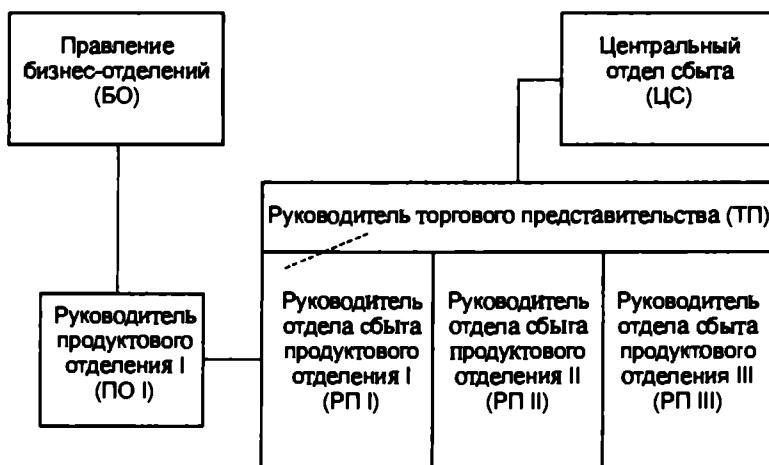 Правление
бизнес-отделений
(БО)
Центральный
отдел сбыта
(ЦС)
Руководитель торгового представительства (ТП)
Руководитель
продуктового
отделения I
(ПО I)
Руководитель
отдела сбыта
продуктового
отделения I
(РП I)
Руководитель
отдела сбыта
продуктового
отделения II
(РП II)
Руководитель
отдела сбыта
продуктового
отделения III
(РП III)